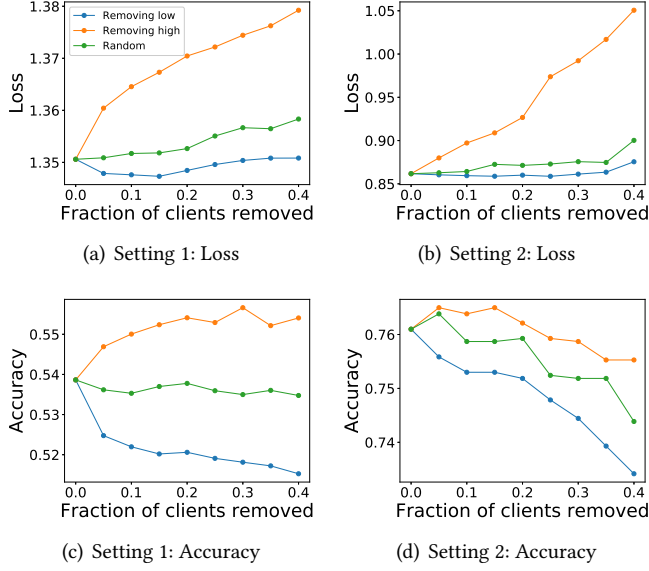 1.38
1.37
1.36
1.35
Loss
Removing low
Removing high
Random
0.0 0.1 0.2 0.3 0.4
Fraction of clients removed
(a) Setting 1: Loss
1.05
1.00
0.95
0.90
0.85
Loss
0.0 0.1 0.2 0.3 0.4
Fraction of clients removed
(b) Setting 2: Loss
0.55
0.54
0.53
0.52
Accuracy
0.0 0.1 0.2 0.3 0.4
Fraction of clients removed
(c) Setting 1: Accuracy
0.76
0.75
0.74
Accuracy
0.0 0.1 0.2 0.3 0.4
Fraction of clients removed
(d) Setting 2: Accuracy